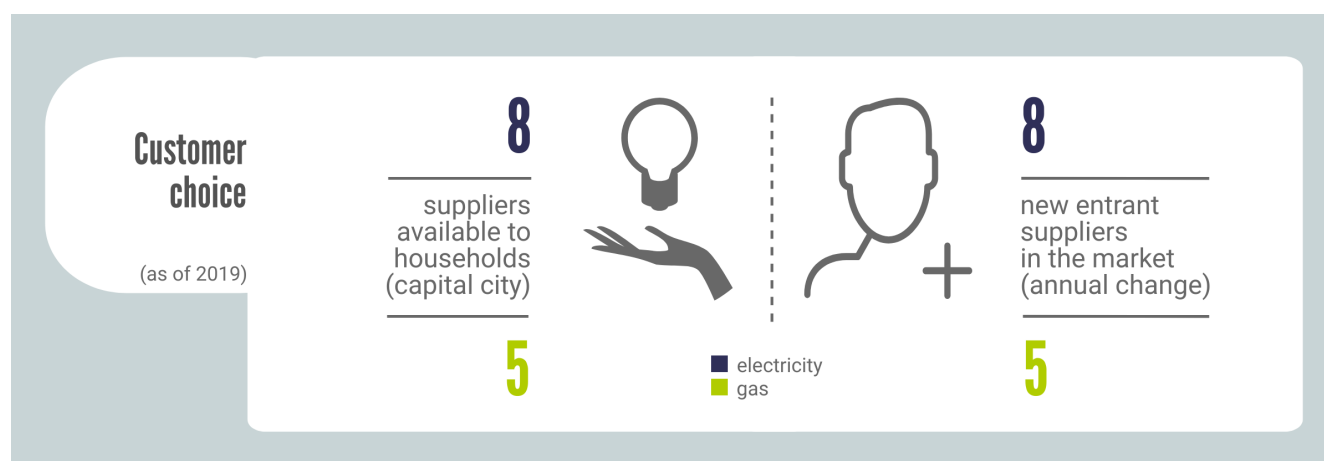 Customer
choice
(as of 2019)
8
suppliers
available to
households
(capital city)
5
8
new entrant
suppliers
in the market
(annual change)
5
electricity
gas